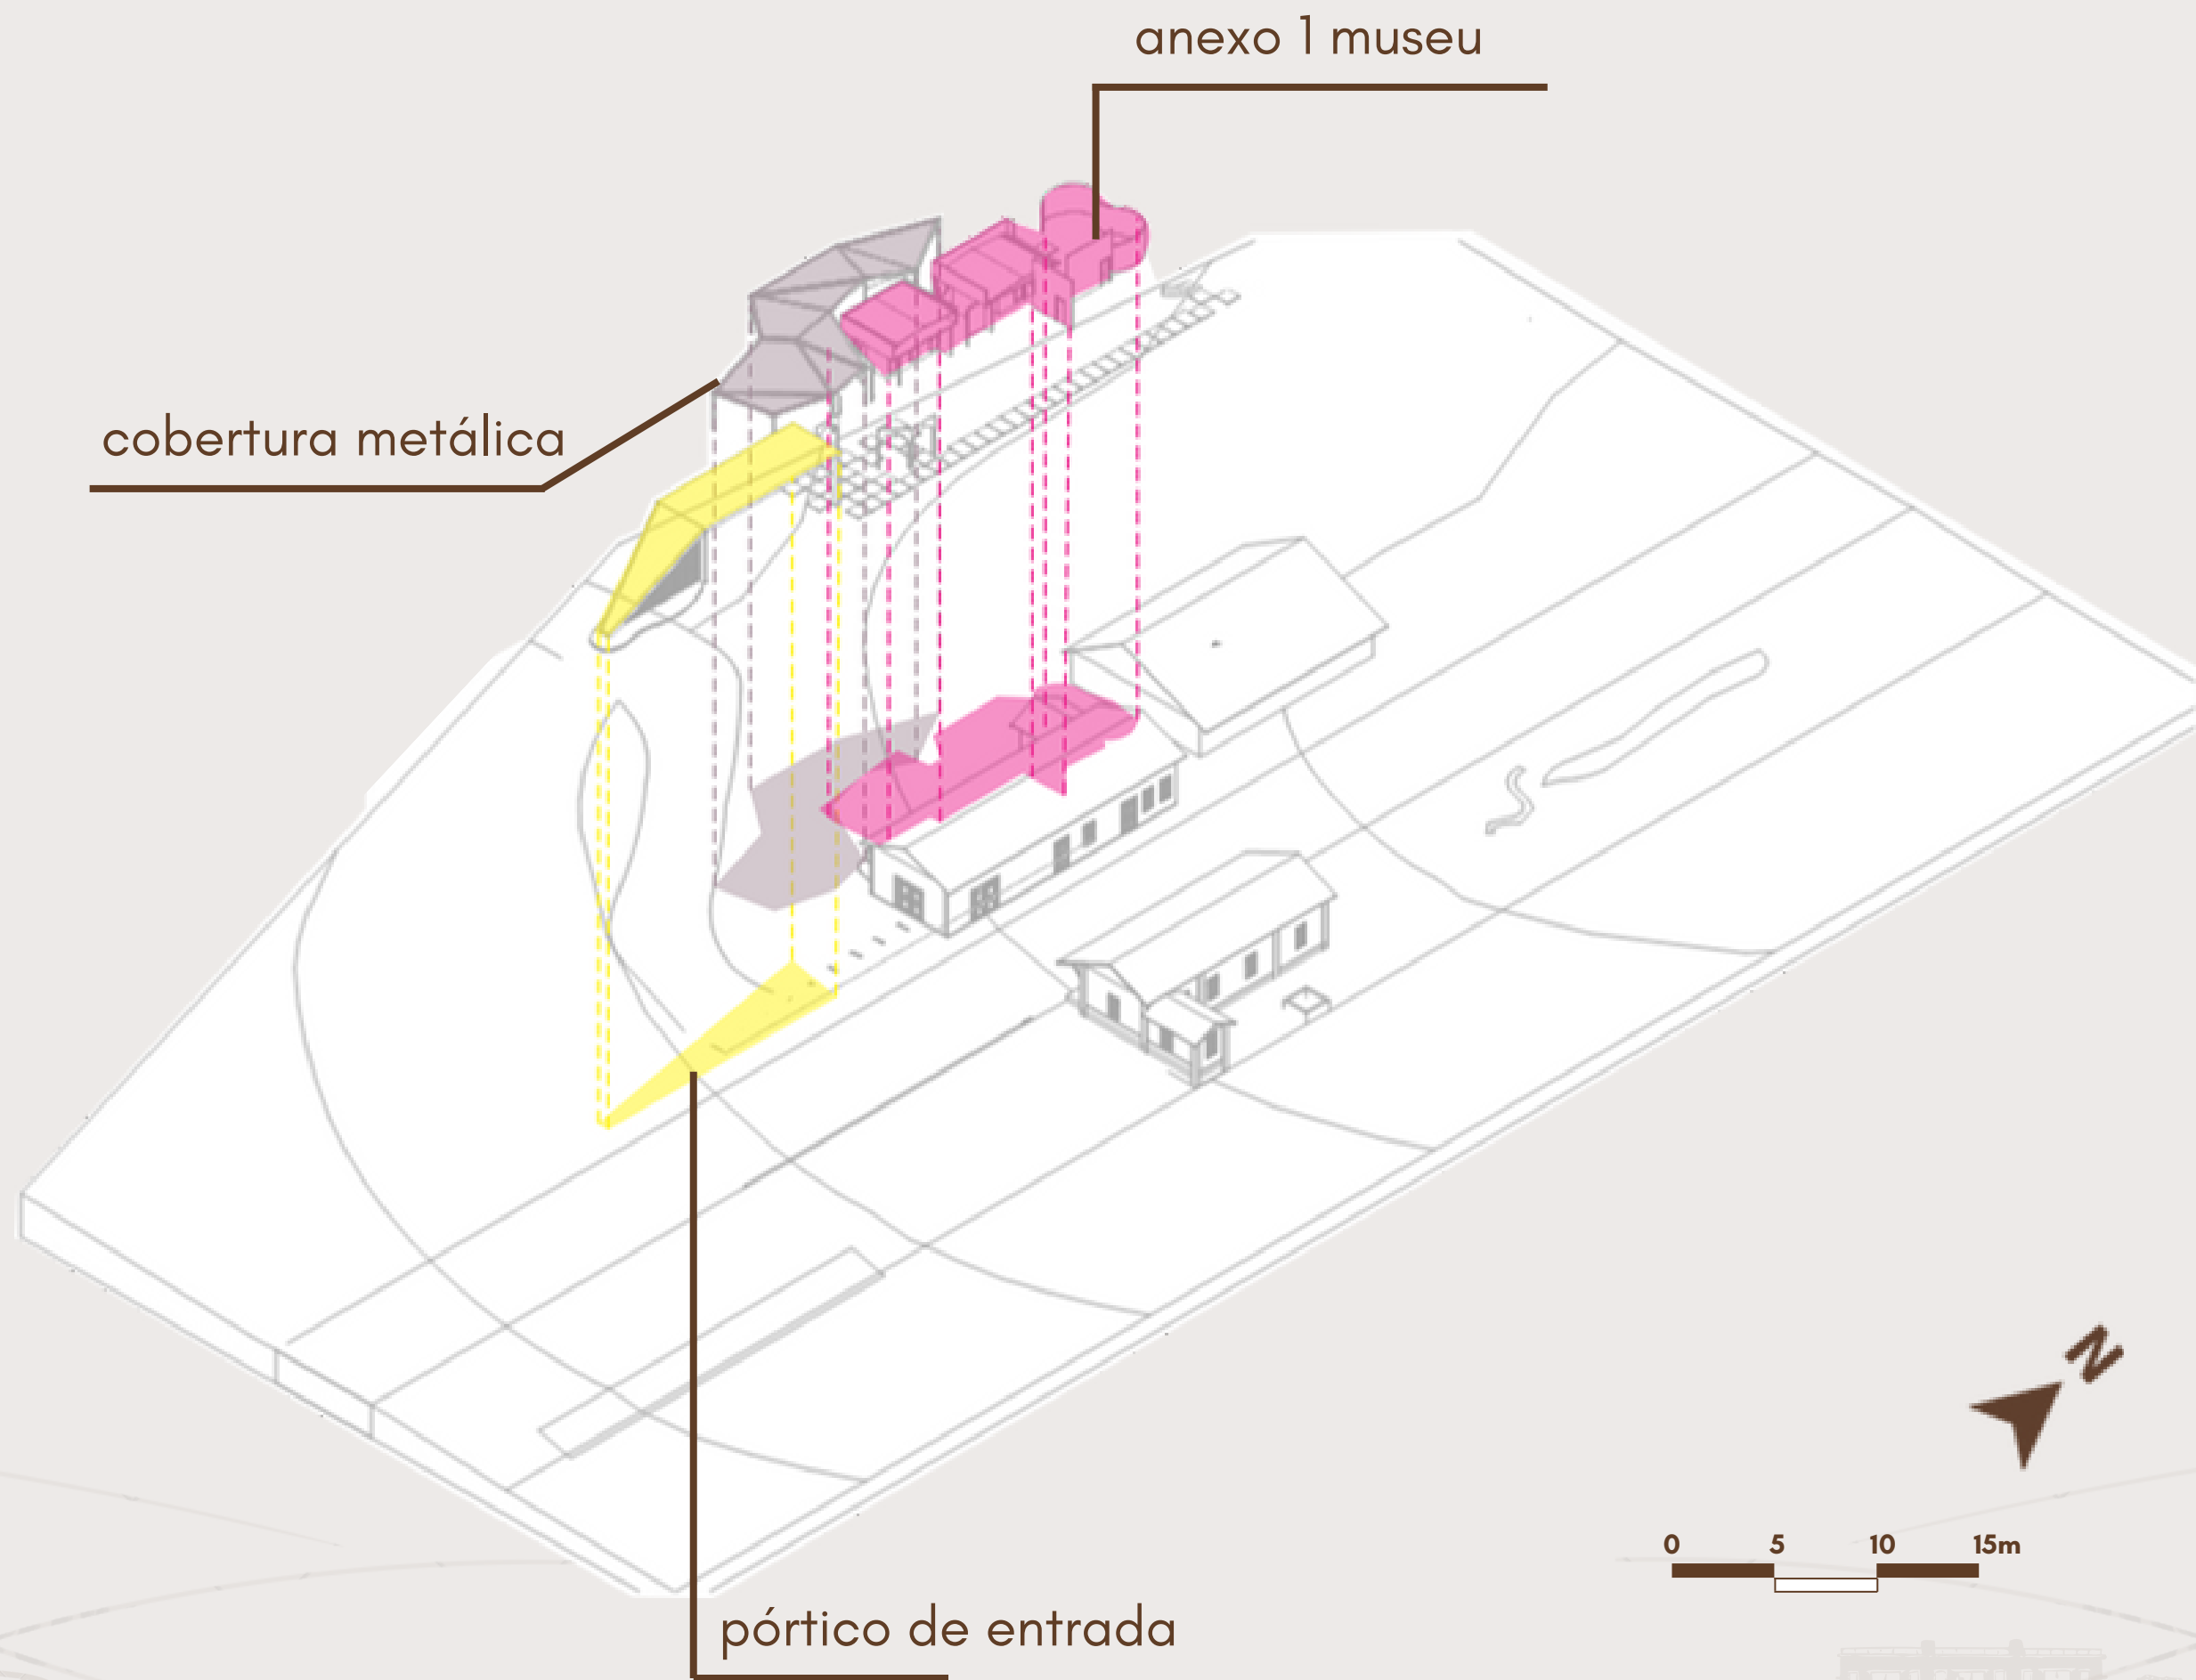 anexo 1 museu
cobertura metálica
N
0 5 10 15m
pórtico de entrada